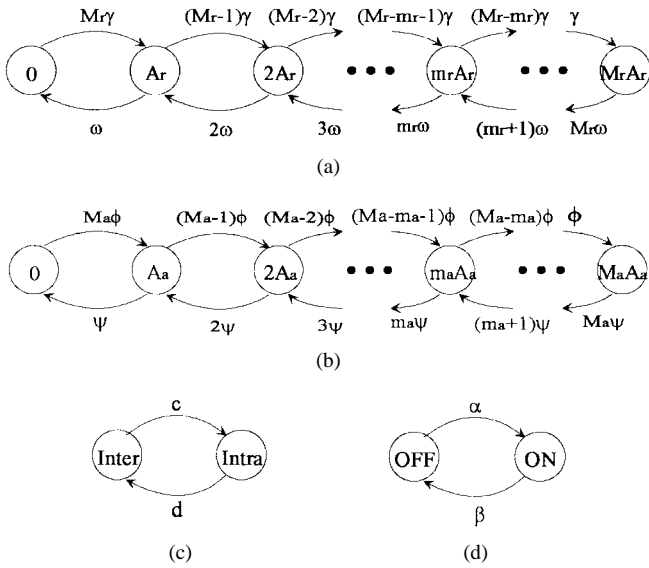 Mrγ (Mr-1)γ (Mr-2)γ (Mr-mr-1)γ (Mr-mr)γ γ
0 Ar 2Ar mrAr MrAr
ω 2ω 3ω mrω (mr+1)ω Mrω
(a)
Maϕ (Ma-1)ϕ (Ma-2)ϕ (Ma-ma-1)ϕ (Ma-ma)ϕ ϕ
0 Aa 2Aa maAa MaAa
ψ 2ψ 3ψ maψ (ma+1)ψ Maψ
(b)
c α
Inter Intra OFF ON
d β
(c) (d)